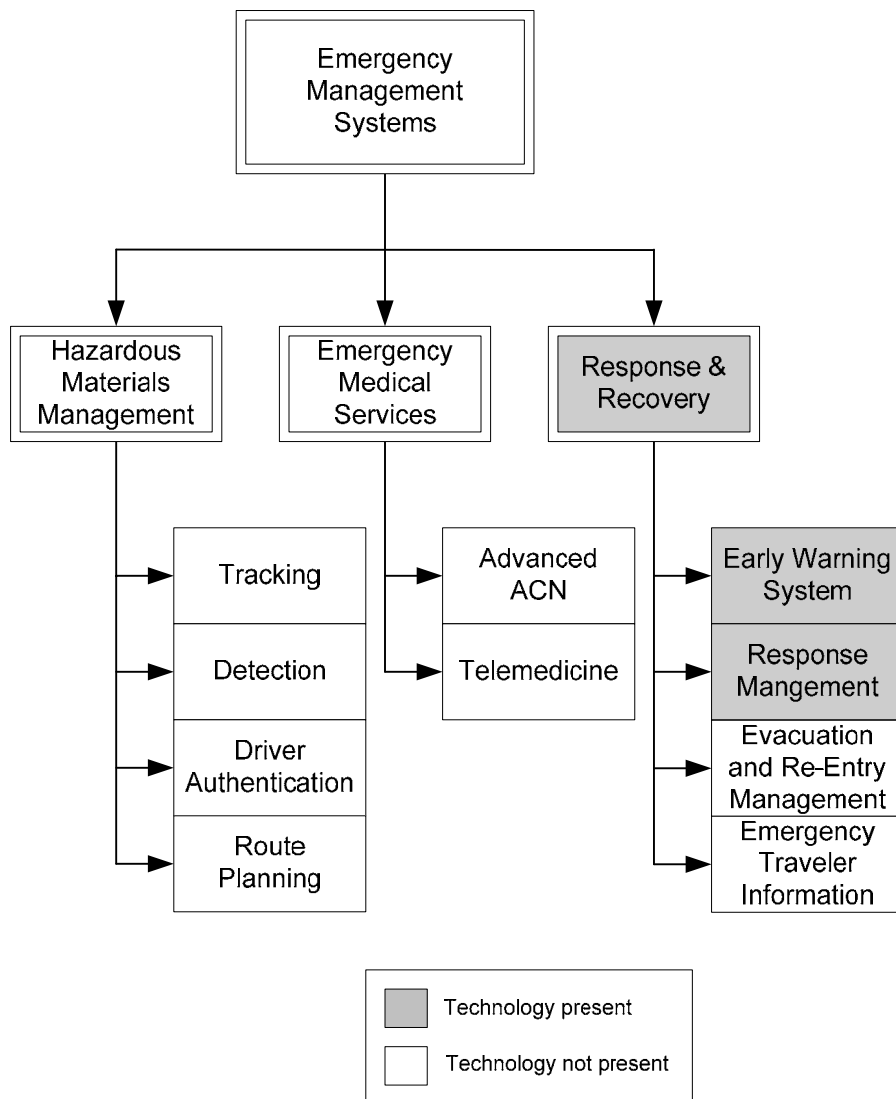 Emergency
Management
Systems
Hazardous
Materials
Management
Emergency
Medical
Services
Response &
Recovery
Tracking
Detection
Driver
Authentication
Route
Planning
Advanced
ACN
Telemedicine
Early Warning
System
Response
Mangement
Evacuation
and Re-Entry
Management
Emergency
Traveler
Information
Technology present
Technology not present